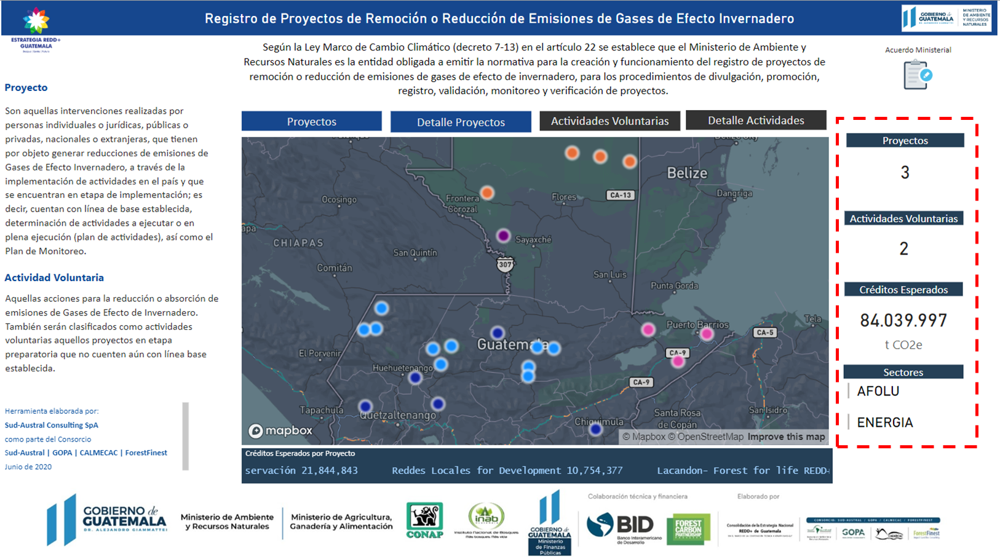 Registro de Proyectos de Remoción o Reducción de Emisiones de Gases de Efecto Invernadero
ESTRATEGIA REDD+
GUATEMALA
GOBIERNO de
GUATEMALA
DR. ALEJANDRO GIAMMATTEI
MINISTERIO
DE AMBIENTE
Y RECURSOS
NATURALES
Según la Ley Marco de Cambio Climático (decreto 7-13) en el artículo 22 se establece que el Ministerio de Ambiente y
Recursos Naturales es la entidad obligada a emitir la normativa para la creación y funcionamiento del registro de proyectos de
remoción o reducción de emisiones de gases de efecto de invernadero, para los procedimientos de divulgación, promoción,
registro, validación, monitoreo y verificación de proyectos.
Acuerdo Ministerial
Proyecto
Son aquellas intervenciones realizadas por
personas individuales o jurídicas, públicas o
privadas, nacionales o extranjeras, que tienen
por objeto generar reducciones de emisiones de
Gases de Efecto Invernadero, a través de la
implementación de actividades en el país y que
se encuentran en etapa de implementación; es
decir, cuentan con línea de base establecida,
determinación de actividades a ejecutar o en
plena ejecución (plan de actividades), así como el
Plan de Monitoreo.
Actividad Voluntaria
Aquellas acciones para la reducción o absorción de
emisiones de Gases de Efecto de Invernadero.
También serán clasificados como actividades
voluntarias aquellos proyectos en etapa
preparatoria que no cuenten aún con línea base
establecida.
Herramienta elaborada por:
Sud-Austral Consulting SpA
como parte del Consorcio
Sud-Austral | GOPA | CALMECAC | ForestFinest
Junio de 2020
Proyectos
Detalle Proyectos
Actividades Voluntarias
Detalle Actividades
Belize
CA-13
Dangriga
Ocosingo
Frontera
Corozal
Flores
apa
CHIAPAS
Sayaxché
San Quintín
307
Comitán
San Luis
Punta Gorda
Puerto Barrios
Tela
CA-5
Guatemala
El Porvenir
CA-9
Huehuetenango
CA-9
Tapachula
Quetzaltenango
Santa Rosa
de Copán
San Isidro
Chiquimula
mapbox
© Mapbox © OpenStreetMap Improve this map
Créditos Esperados por Proyecto
servación 21,844,843 Reddes Locales for Development 10,754,377 Lacandon- Forest for life REDD+
Proyectos
3
Actividades Voluntarias
2
Créditos Esperados
84.039.997
t CO2e
Sectores
AFOLU
ENERGIA
GOBIERNO de
GUATEMALA
DR. ALEJANDRO GIAMMATTEI
Ministerio de Ambiente
y Recursos Naturales
Ministerio de Agricultura,
Ganadería y Alimentación
CONAP
inab
Instituto Nacional de Bosques
Más bosques Más vida
GOBIERNO de
GUATEMALA
Ministerio
de Finanzas
Públicas
Colaboración técnica y financiera
BID
Banco Interamericano
de Desarrollo
FOREST
CARBON
PARTNERSHIP
Elaborado por
Consolidación de la Estrategia Nacional
REDD+ de Guatemala
CONSORCIO: SUD-AUSTRAL / GOPA / CALMECAC / FORESTFINEST
GOPA
CALMECAC
ForestFinest